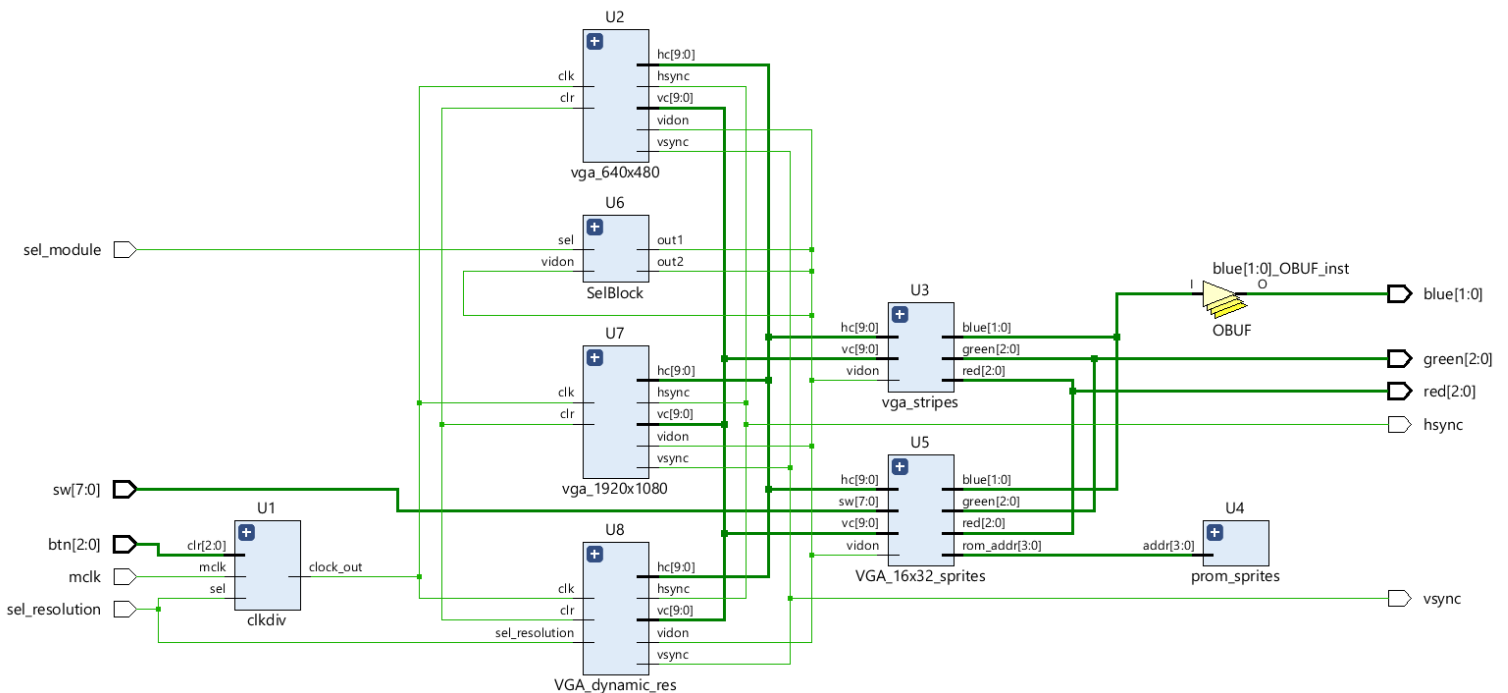 U2
hc[9:0]
clk
hsync
clr
vc[9:0]
vidon
vsync
vga_640x480
U6
sel_module
sel
out1
vidon
out2
SelBlock
U7
hc[9:0]
clk
hsync
clr
vc[9:0]
vidon
vsync
vga_1920x1080
U8
hc[9:0]
clk
hsync
clr
vc[9:0]
sel_resolution
vidon
vsync
VGA_dynamic_res
sw[7:0]
U1
btn[2:0]
clr[2:0]
mclk
mclk
clock_out
sel
sel_resolution
clkdiv
U3
hc[9:0]
blue[1:0]
vc[9:0]
green[2:0]
vidon
red[2:0]
vga_stripes
U5
hc[9:0]
blue[1:0]
sw[7:0]
green[2:0]
vc[9:0]
red[2:0]
vidon
rom_addr[3:0]
VGA_16x32_sprites
U4
addr[3:0]
prom_sprites
blue[1:0]_OBUF_inst
I
O
OBUF
blue[1:0]
green[2:0]
red[2:0]
hsync
vsync